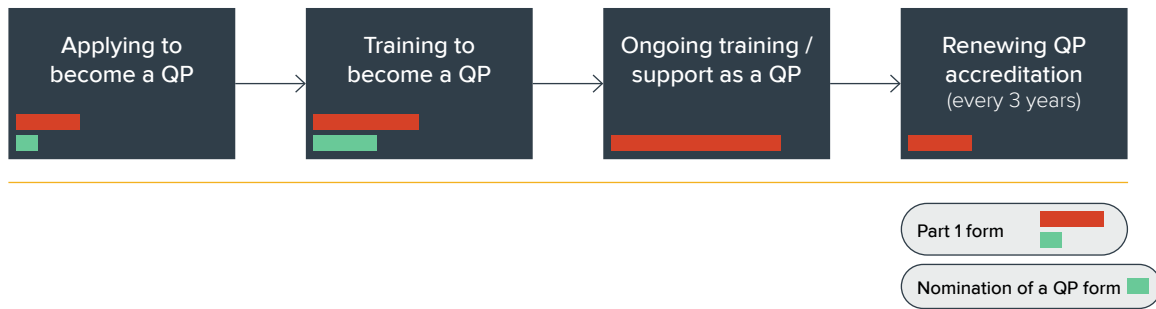 Applying to
become a QP
Training to
become a QP
Ongoing training /
support as a QP
Renewing QP
accreditation
(every 3 years)
Part 1 form
Nomination of a QP form